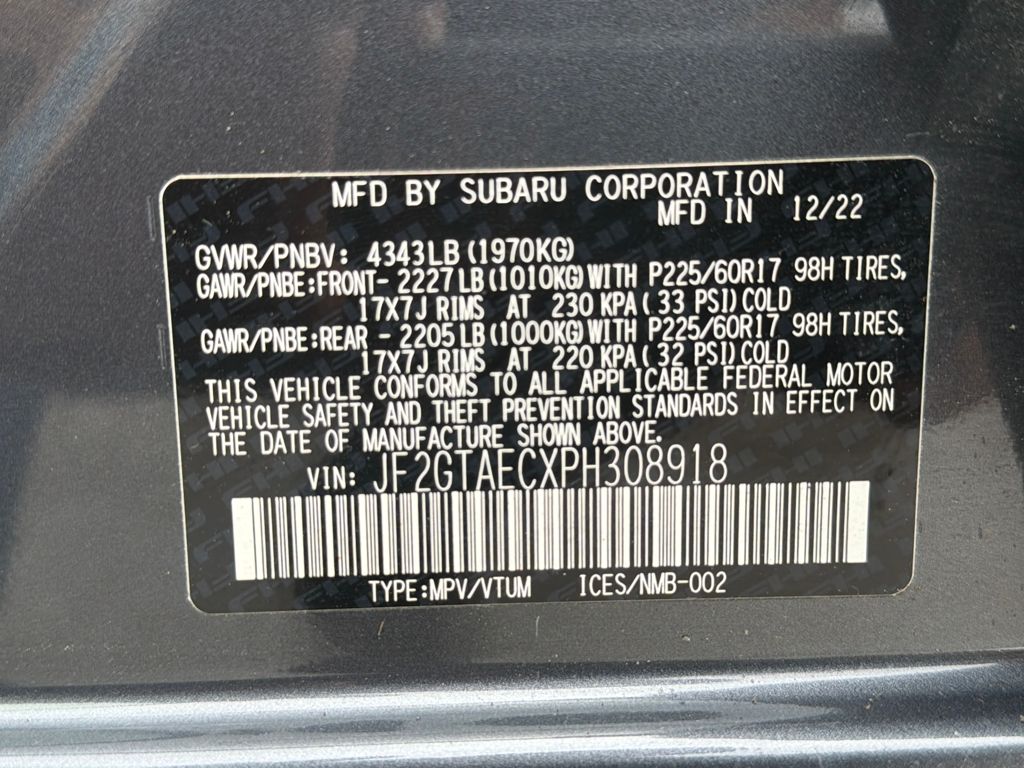 MFD BY SUBARU CORPORATION
MFD IN 12/22
GVWR/PNBV: 4343LB (1970KG)
GAWR/PNBE:FRONT- 2227LB (1010KG) WITH P225/60R17 98H TIRES,
17X7J RIMS AT 230 KPA ( 33 PSI) COLD
GAWR/PNBE:REAR - 2205LB (1000KG) WITH P225/60R17 98H TIRES,
17X7J RIMS AT 220 KPA ( 32 PSI) COLD
THIS VEHICLE CONFORMS TO ALL APPLICABLE FEDERAL MOTOR
VEHICLE SAFETY AND THEFT PREVENTION STANDARDS IN EFFECT ON
THE DATE OF MANUFACTURE SHOWN ABOVE.
VIN: JF2GTAECXPH308918
TYPE:MPV/VTUM ICES/NMB-002